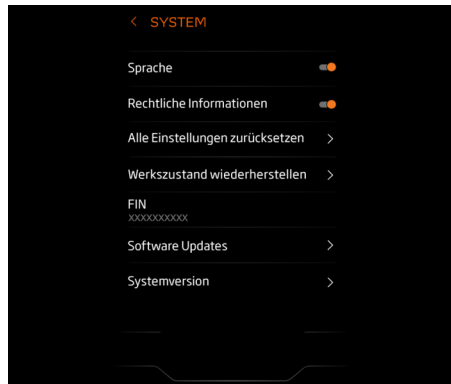 SYSTEM
Sprache
Rechtliche Informationen
Alle Einstellungen zurücksetzen
Werkszustand wiederherstellen
FIN
XXXXXXXXXX
Software Updates
Systemversion